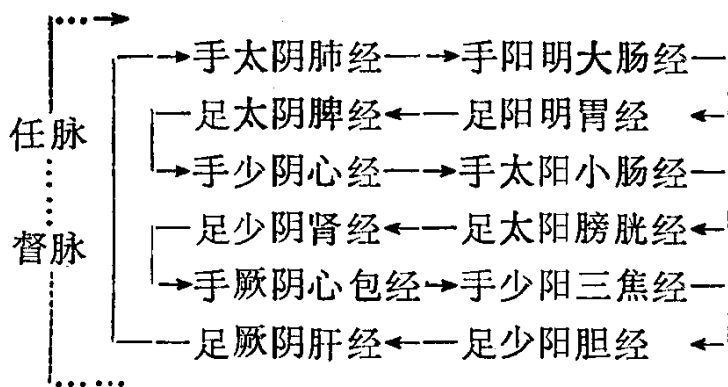 手太阴肺经 手阳明大肠经
足太阴脾经 足阳明胃经
任脉
手少阴心经 手太阳小肠经
足少阴肾经 足太阳膀胱经
督脉
手厥阴心包经 手少阳三焦经
足厥阴肝经 足少阳胆经